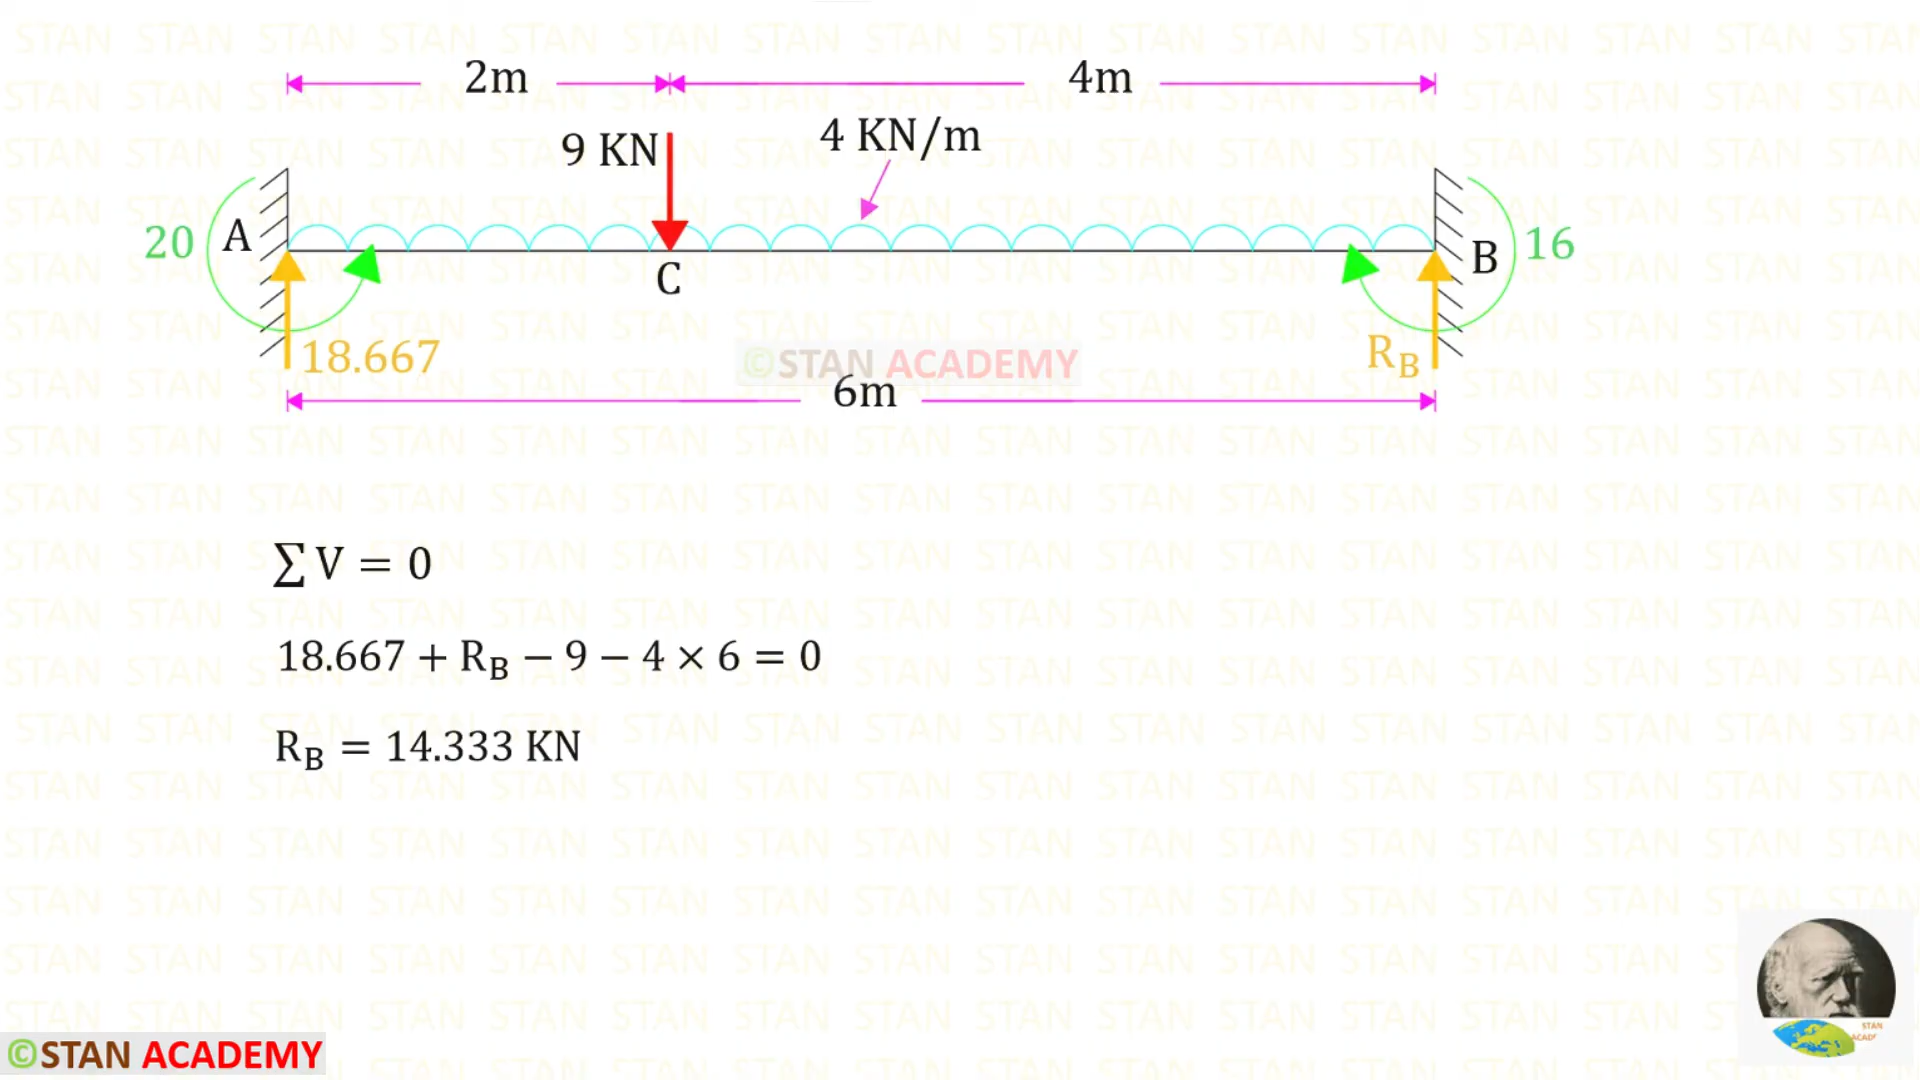 2m 4m
9 KN 4 KN/m
A 20 C B 16
18.667 R_B
©STAN ACADEMY
6m
∑ V = 0
18.667 + R_B − 9 − 4 × 6 = 0
R_B = 14.333 KN
©STAN ACADEMY
STAN